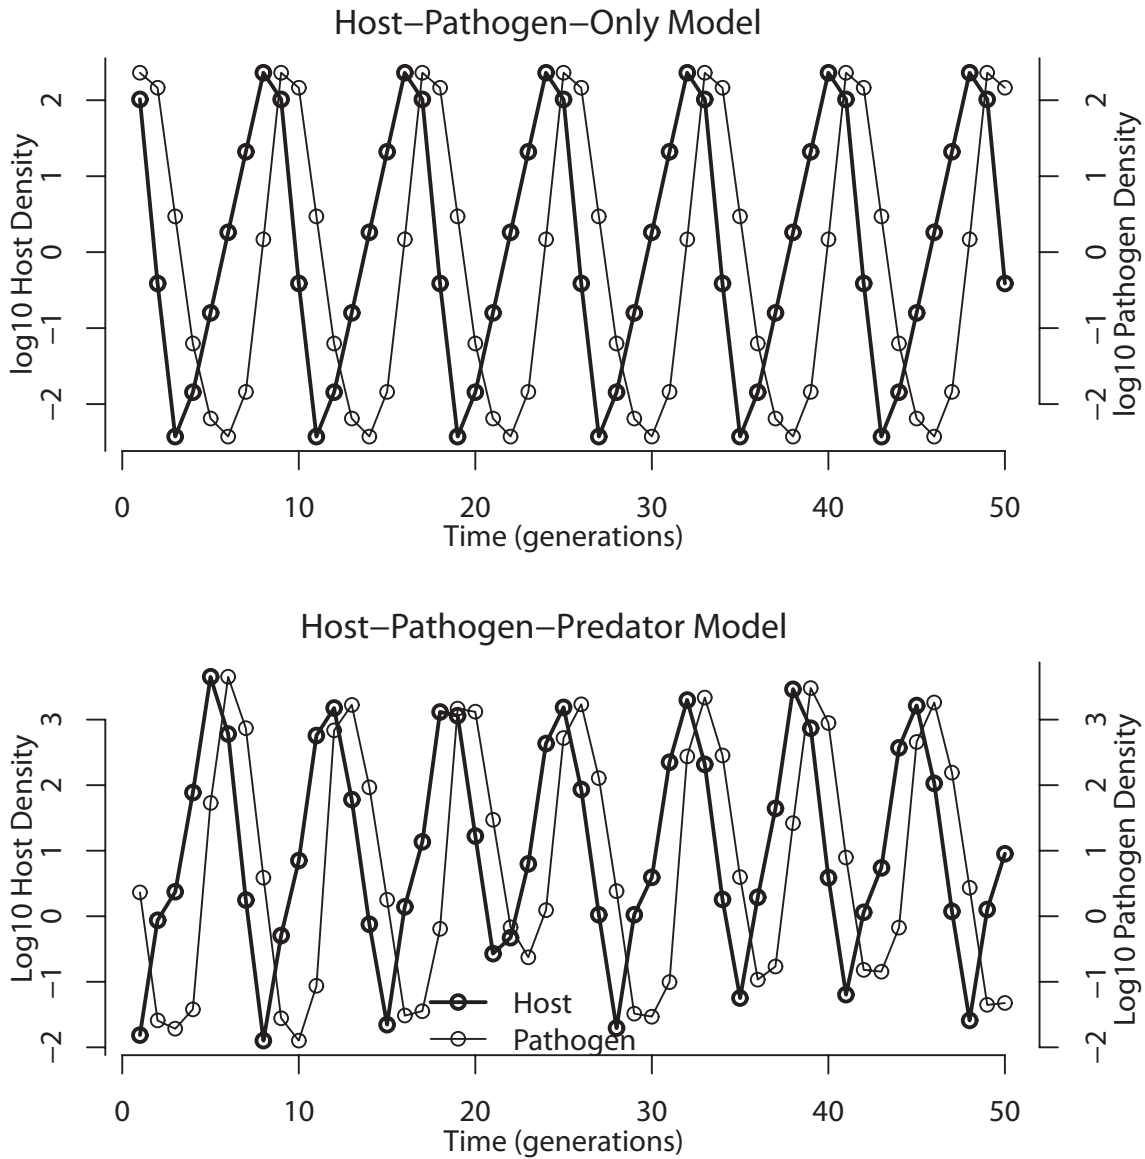 Host−Pathogen−Only Model
log10 Host Density
2
1
0
−1
−2
log10 Pathogen Density
2
1
0
−1
−2
0 10 20 30 40 50
Time (generations)
Host−Pathogen−Predator Model
Log10 Host Density
3
2
1
0
−1
−2
Log10 Pathogen Density
3
2
1
0
−1
−2
Host
Pathogen
0 10 20 30 40 50
Time (generations)